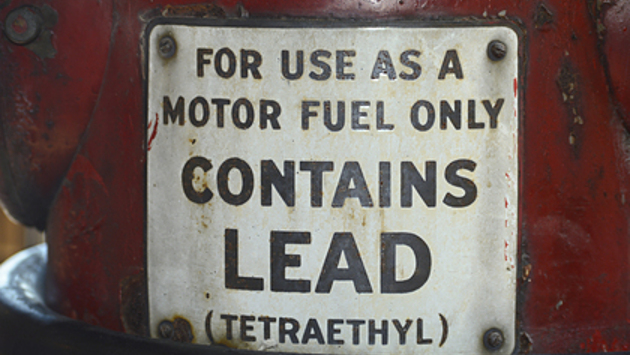 FOR USE AS A
MOTOR FUEL ONLY
CONTAINS
LEAD
(TETRAETHYL)